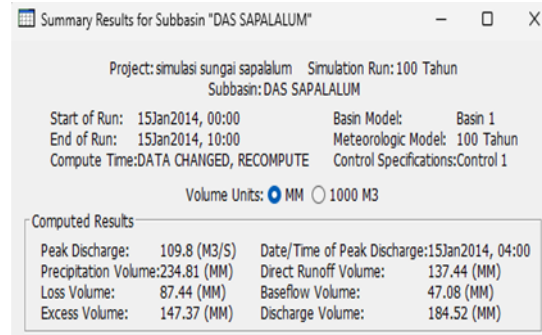 Summary Results for Subbasin "DAS SAPALALUM"
Project: simulasi sungai sapalalum Simulation Run: 100 Tahun
Subbasin: DAS SAPALALUM
Start of Run: 15Jan2014, 00:00 Basin Model: Basin 1
End of Run: 15Jan2014, 10:00 Meteorologic Model: 100 Tahun
Compute Time:DATA CHANGED, RECOMPUTE Control Specifications:Control 1
Volume Units: MM 1000 M3
Computed Results
Peak Discharge: 109.8 (M3/S) Date/Time of Peak Discharge:15Jan2014, 04:00
Precipitation Volume:234.81 (MM) Direct Runoff Volume: 137.44 (MM)
Loss Volume: 87.44 (MM) Baseflow Volume: 47.08 (MM)
Excess Volume: 147.37 (MM) Discharge Volume: 184.52 (MM)